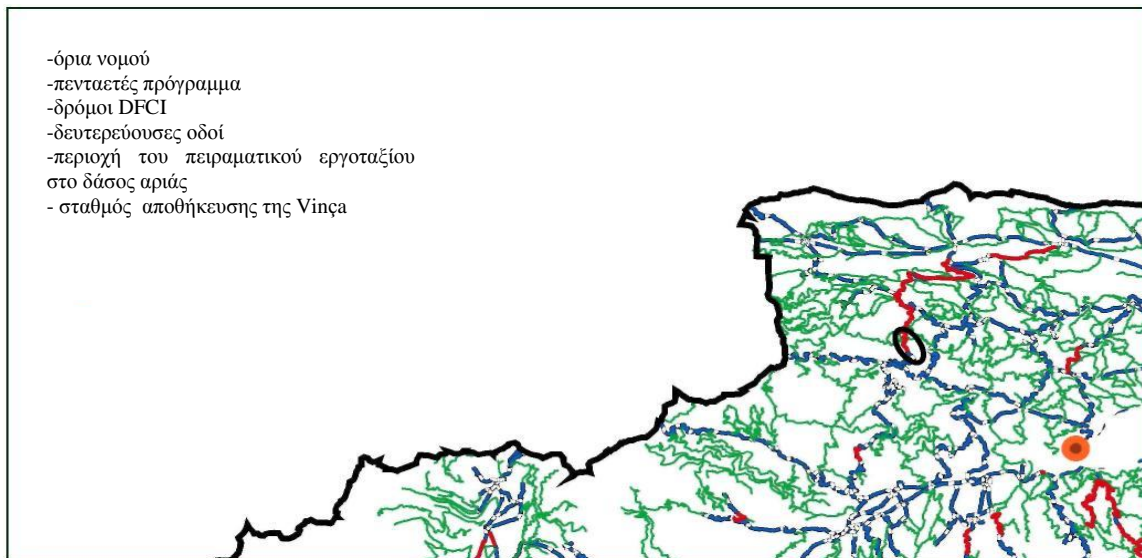 -όρια νομού
-πενταετές πρόγραμμα
-δρόμοι DFCI
-δευτερεύουσες οδοί
-περιοχή του πειραματικού εργοταξίου
στο δάσος αριάς
- σταθμός αποθήκευσης της Vinça